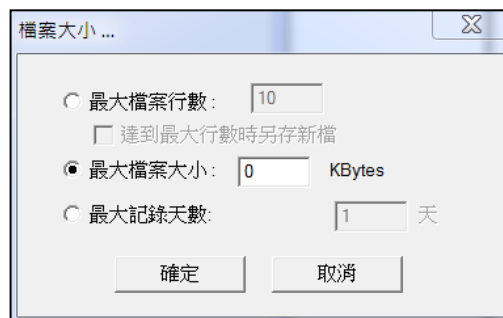 檔案大小 ...
最大檔案行數: 10
達到最大行數時另存新檔
最大檔案大小: 0 KBytes
最大記錄天數: 1 天
確定 取消